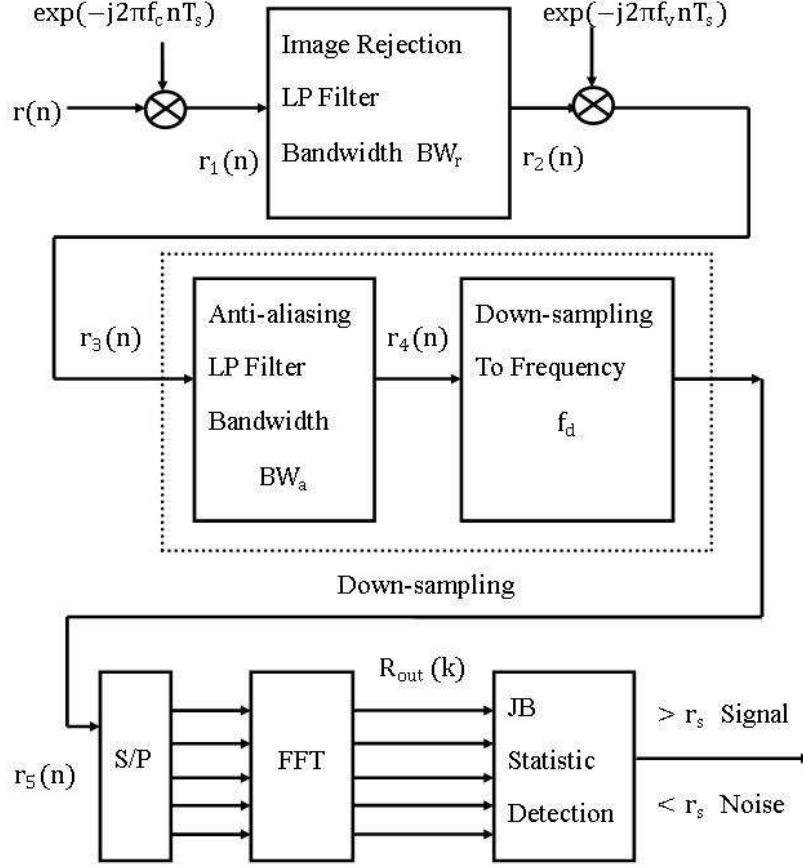 exp(−j2πf_c nT_s)
exp(−j2πf_v nT_s)
Image Rejection
LP Filter
Bandwidth BW_r
r(n)
r_1(n)
r_2(n)
r_3(n)
Anti-aliasing
LP Filter
Bandwidth
BW_a
r_4(n)
Down-sampling
To Frequency
f_d
Down-sampling
r_5(n)
S/P
FFT
R_out(k)
JB
Statistic
Detection
> r_s Signal
< r_s Noise